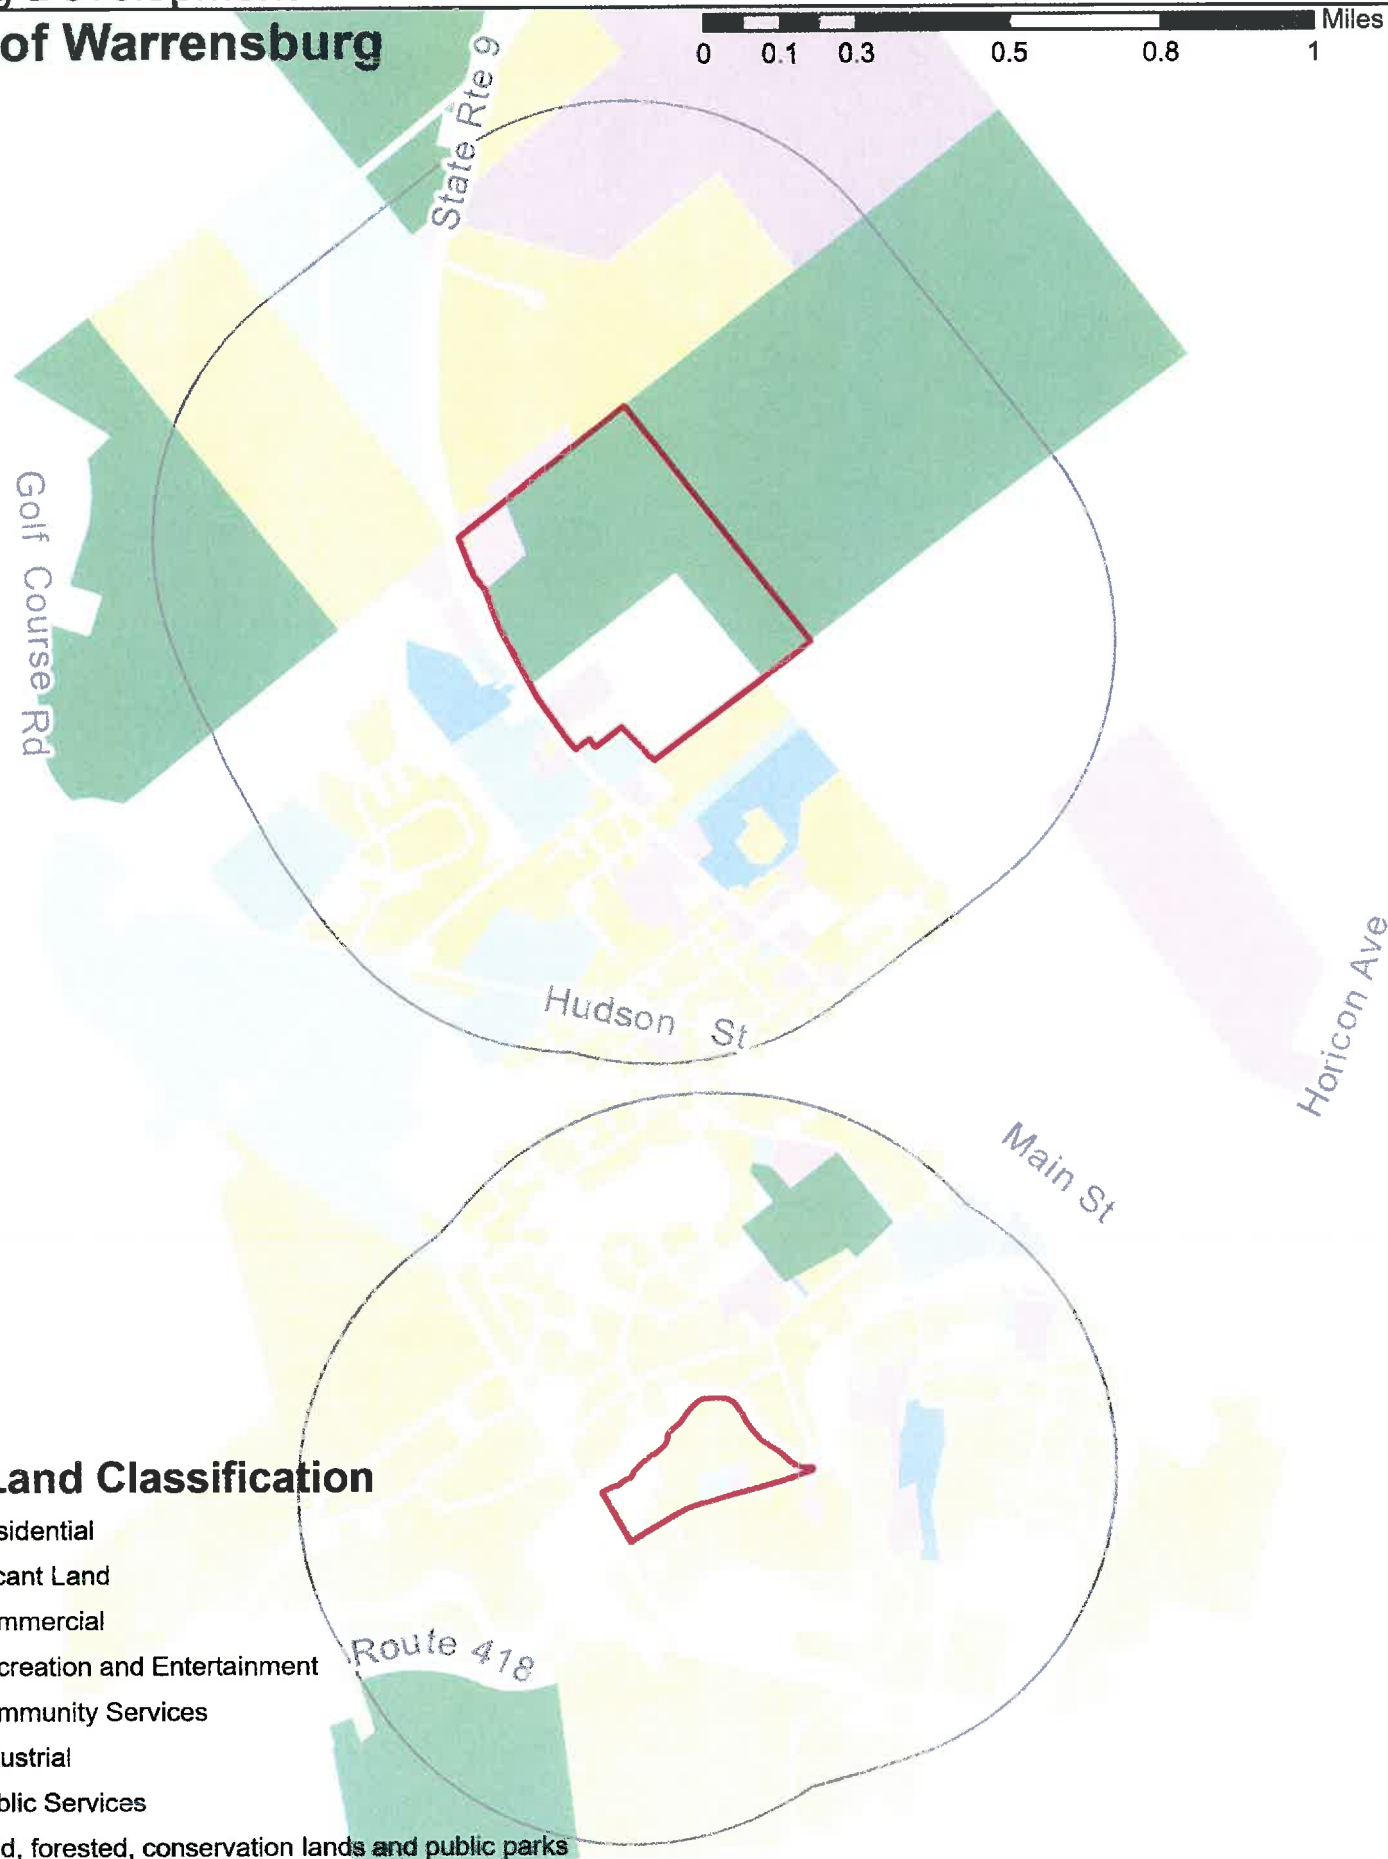 of Warrensburg
Miles
0 0.1 0.3 0.5 0.8 1
State Rte 9
Golf Course Rd
Hudson St
Horicon Ave
Main St
Land Classification
sidential
cant Land
mmercial
creation and Entertainment
mmunity Services
ustrial
blic Services
Route 418
d, forested, conservation lands and public parks